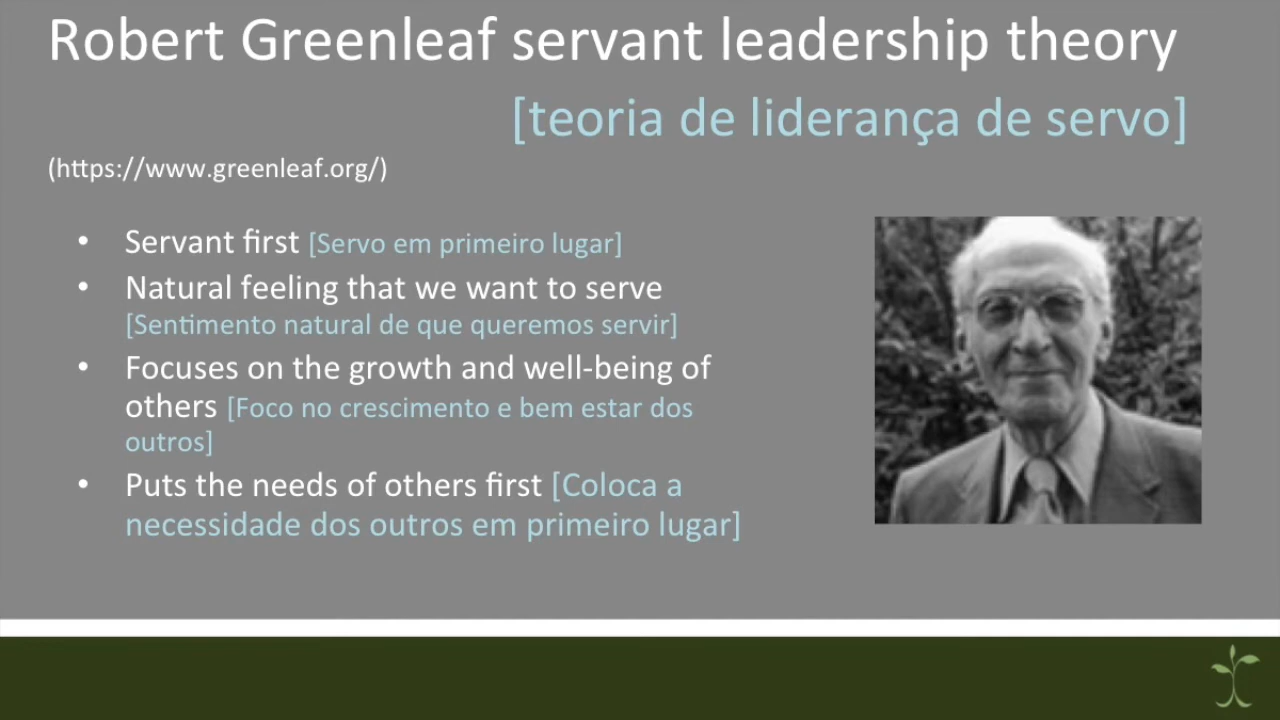 Robert Greenleaf servant leadership theory
[teoria de liderança de servo]
(https://www.greenleaf.org/)
• Servant first [Servo em primeiro lugar]
• Natural feeling that we want to serve
[Sentimento natural de que queremos servir]
• Focuses on the growth and well-being of
others [Foco no crescimento e bem estar dos
outros]
• Puts the needs of others first [Coloca a
necessidade dos outros em primeiro lugar]